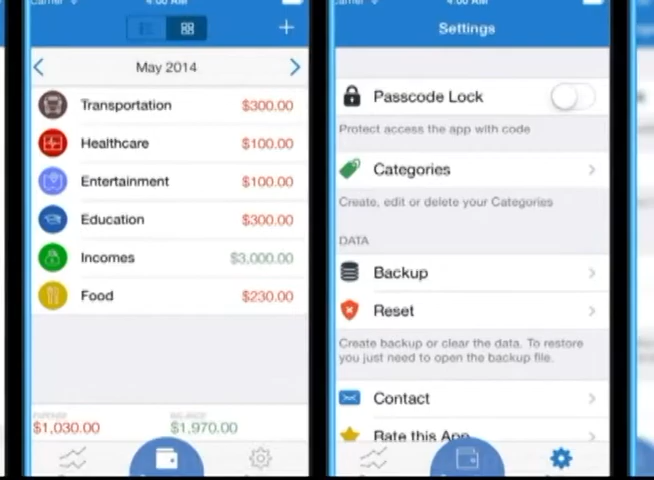 Carrier 4:00 AM
May 2014
Transportation $300.00
Healthcare $100.00
Entertainment $100.00
Education $300.00
Incomes $3,000.00
Food $230.00
EXPENSE BALANCE
$1,030.00 $1,970.00
Carrier 4:00 AM
Settings
Passcode Lock
Protect access the app with code
Categories
Create, edit or delete your Categories
DATA
Backup
Reset
Create backup or clear the data. To restore
you just need to open the backup file.
Contact
Rate this App